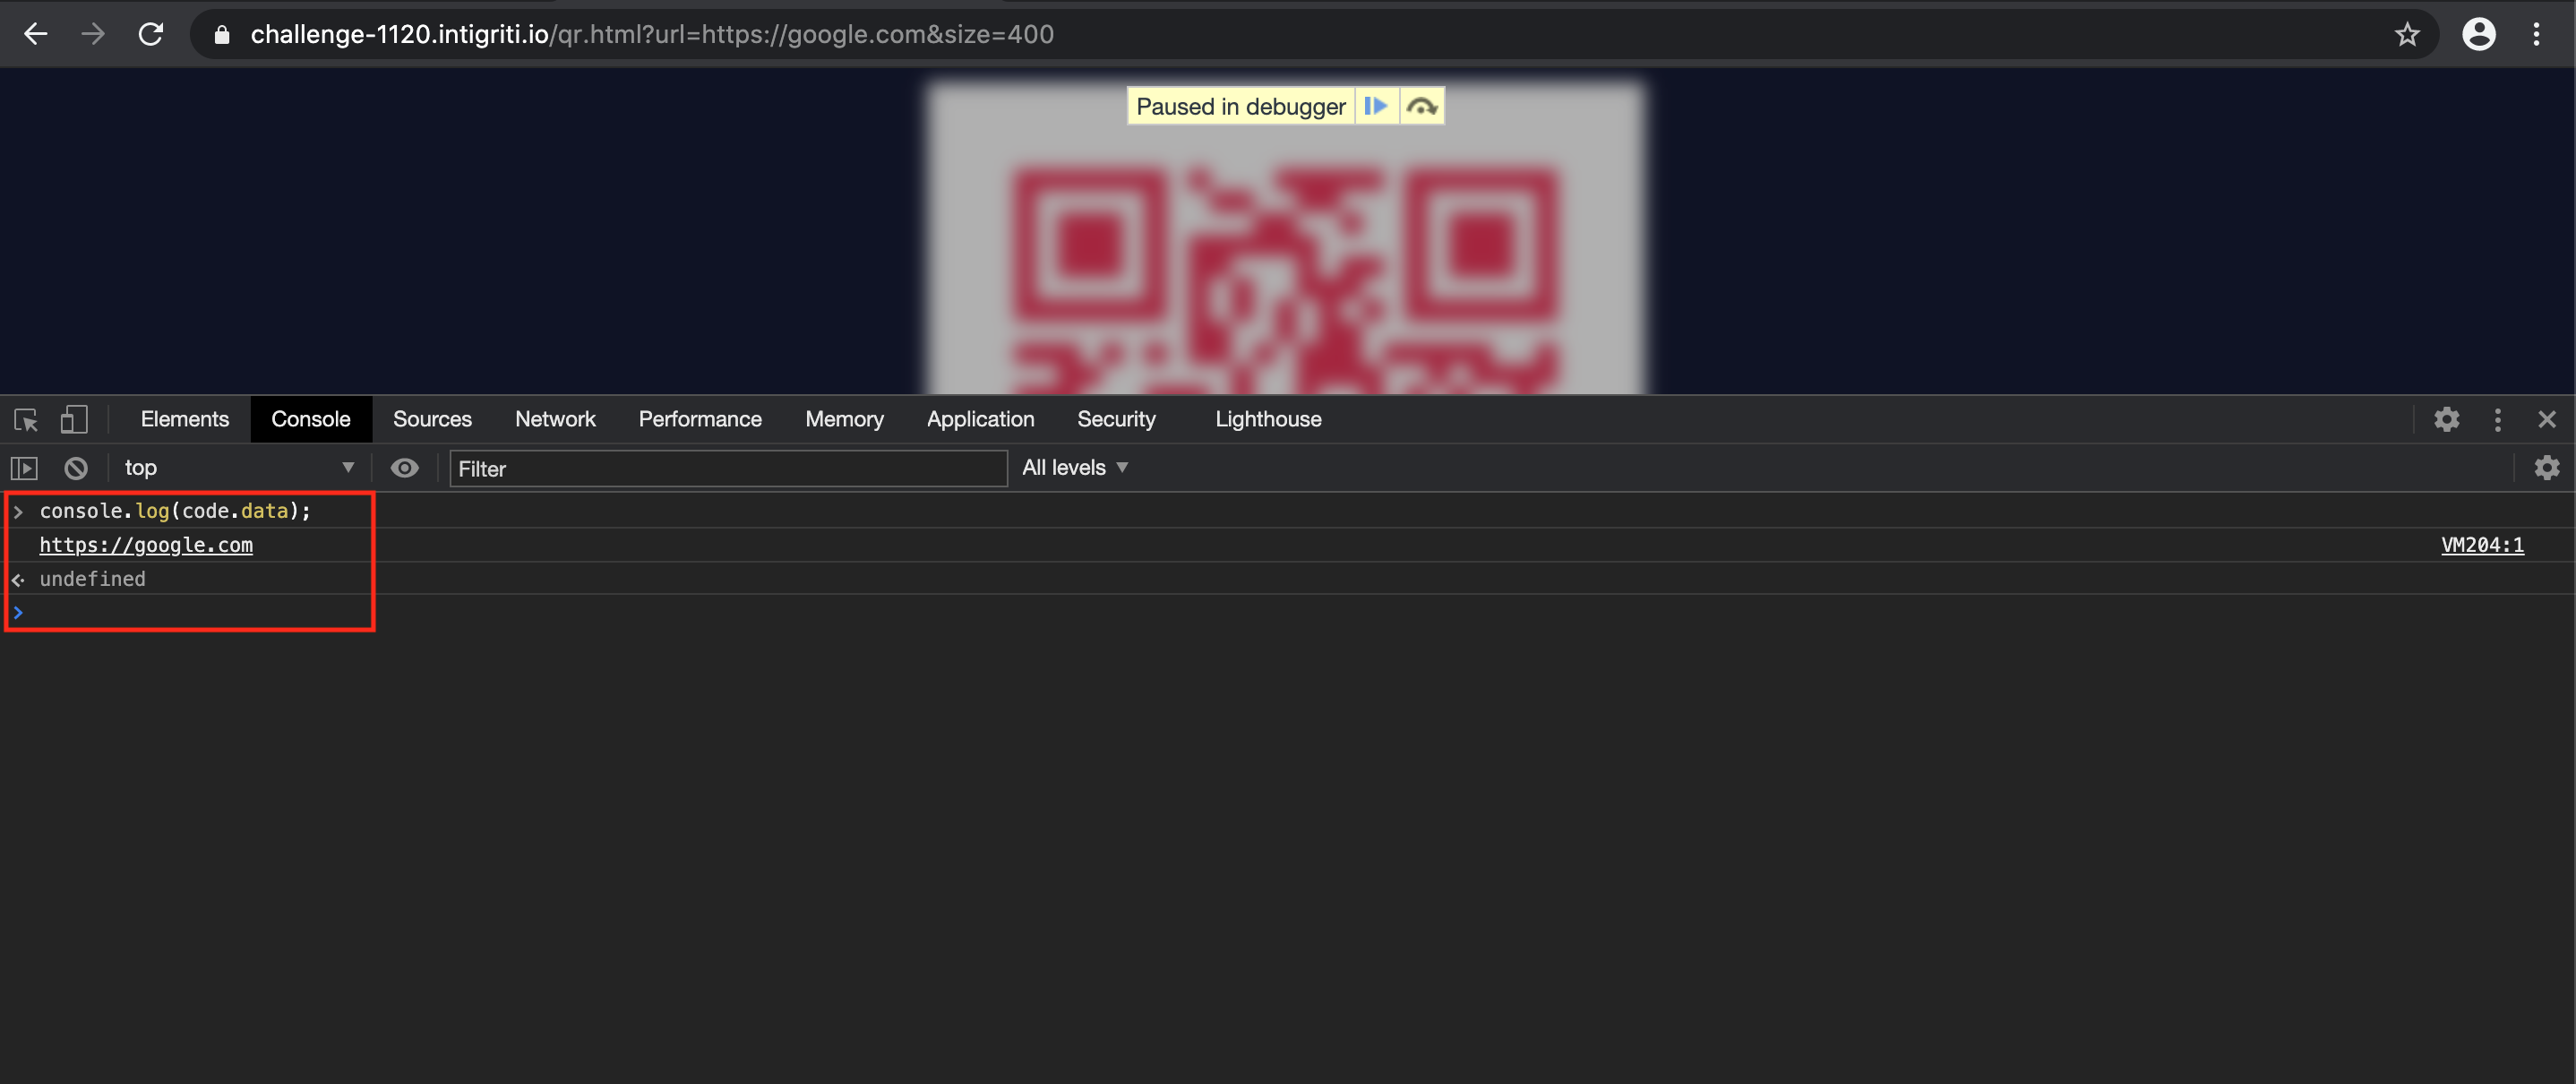 challenge-1120.intigriti.io/qr.html?url=https://google.com&size=400
Paused in debugger
Elements Console Sources Network Performance Memory Application Security Lighthouse
top Filter All levels
console.log(code.data);
https://google.com VM204:1
undefined